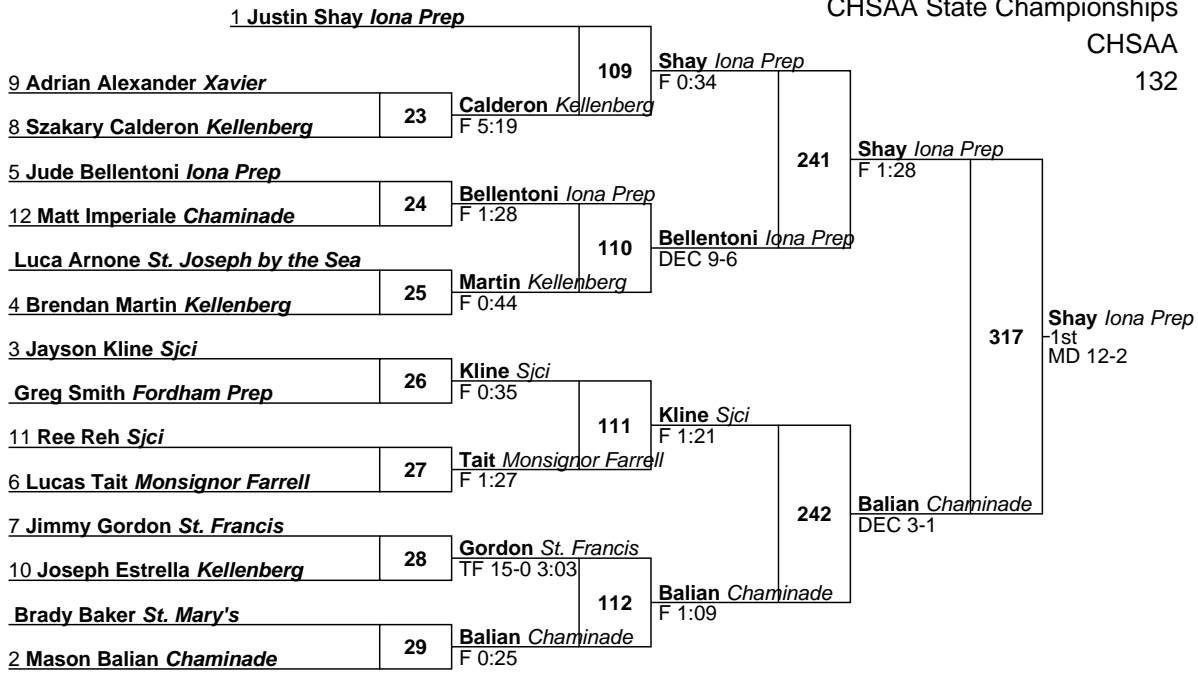 CHSAA State Championships
CHSAA
132
1 Justin Shay Iona Prep
9 Adrian Alexander Xavier
8 Szakary Calderon Kellenberg
5 Jude Bellentoni Iona Prep
12 Matt Imperiale Chaminade
Luca Arnone St. Joseph by the Sea
4 Brendan Martin Kellenberg
3 Jayson Kline Sjci
Greg Smith Fordham Prep
11 Ree Reh Sjci
6 Lucas Tait Monsignor Farrell
7 Jimmy Gordon St. Francis
10 Joseph Estrella Kellenberg
Brady Baker St. Mary's
2 Mason Balian Chaminade
23
24
25
26
27
28
29
Calderon Kellenberg
F 5:19
Bellentoni Iona Prep
F 1:28
Martin Kellenberg
F 0:44
Kline Sjci
F 0:35
Tait Monsignor Farrell
F 1:27
Gordon St. Francis
TF 15-0 3:03
Balian Chaminade
F 0:25
109
110
111
112
Shay Iona Prep
F 0:34
Bellentoni Iona Prep
DEC 9-6
Kline Sjci
F 1:21
Balian Chaminade
F 1:09
241
242
Shay Iona Prep
F 1:28
Balian Chaminade
DEC 3-1
317
Shay Iona Prep
1st
MD 12-2